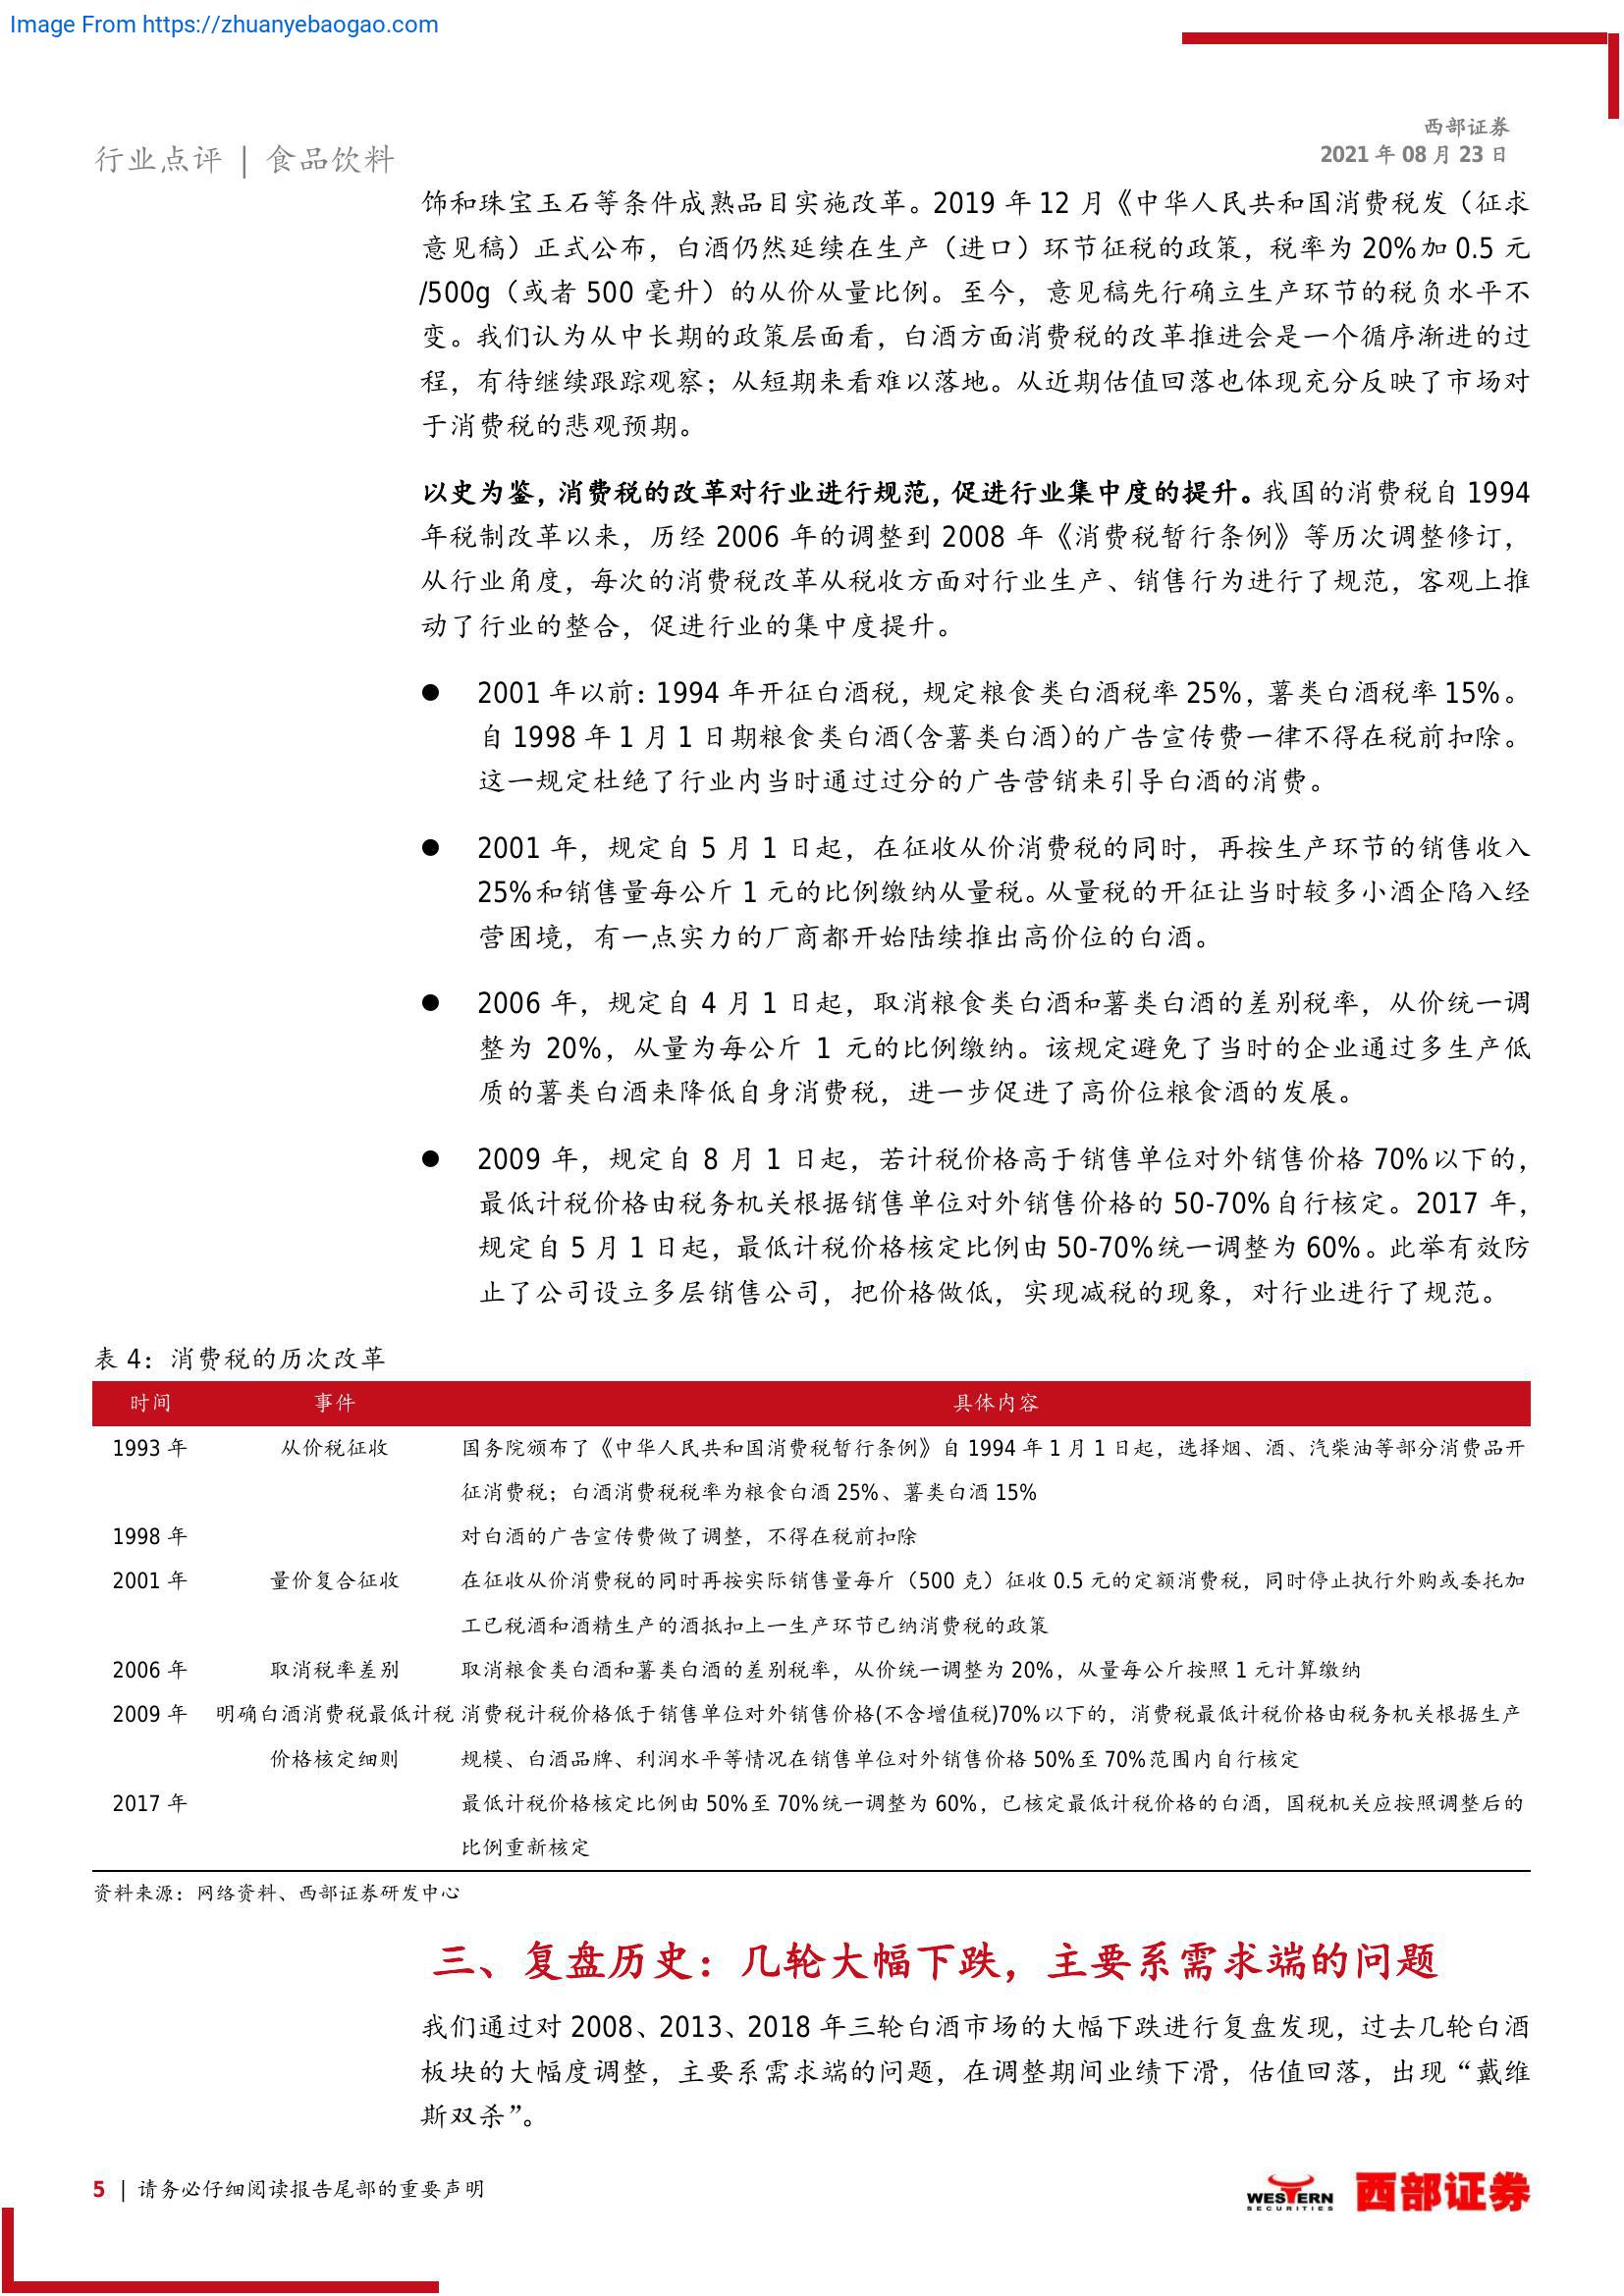 Image From https://zhuanyebaogao.com
西部证券
行业点评 | 食品饮料
2021 年 08 月 23 日
饰和珠宝玉石等条件成熟品目实施改革。2019 年 12 月《中华人民共和国消费税发（征求
意见稿）正式公布，白酒仍然延续在生产（进口）环节征税的政策，税率为 20%加 0.5 元
/500g（或者 500 毫升）的从价从量比例。至今，意见稿先行确立生产环节的税负水平不
变。我们认为从中长期的政策层面看，白酒方面消费税的改革推进会是一个循序渐进的过
程，有待继续跟踪观察；从短期来看难以落地。从近期估值回落也体现充分反映了市场对
于消费税的悲观预期。
以史为鉴，消费税的改革对行业进行规范，促进行业集中度的提升。我国的消费税自 1994
年税制改革以来，历经 2006 年的调整到 2008 年《消费税暂行条例》等历次调整修订，
从行业角度，每次的消费税改革从税收方面对行业生产、销售行为进行了规范，客观上推
动了行业的整合，促进行业的集中度提升。
● 2001 年以前：1994 年开征白酒税，规定粮食类白酒税率 25%，薯类白酒税率 15%。
自 1998 年 1 月 1 日期粮食类白酒(含薯类白酒)的广告宣传费一律不得在税前扣除。
这一规定杜绝了行业内当时通过过分的广告营销来引导白酒的消费。
● 2001 年，规定自 5 月 1 日起，在征收从价消费税的同时，再按生产环节的销售收入
25%和销售量每公斤 1 元的比例缴纳从量税。从量税的开征让当时较多小酒企陷入经
营困境，有一点实力的厂商都开始陆续推出高价位的白酒。
● 2006 年，规定自 4 月 1 日起，取消粮食类白酒和薯类白酒的差别税率，从价统一调
整为 20%，从量为每公斤 1 元的比例缴纳。该规定避免了当时的企业通过多生产低
质的薯类白酒来降低自身消费税，进一步促进了高价位粮食酒的发展。
● 2009 年，规定自 8 月 1 日起，若计税价格高于销售单位对外销售价格 70%以下的，
最低计税价格由税务机关根据销售单位对外销售价格的 50-70%自行核定。2017 年，
规定自 5 月 1 日起，最低计税价格核定比例由 50-70%统一调整为 60%。此举有效防
止了公司设立多层销售公司，把价格做低，实现减税的现象，对行业进行了规范。
表 4：消费税的历次改革
时间 事件 具体内容
1993 年 从价税征收 国务院颁布了《中华人民共和国消费税暂行条例》自 1994 年 1 月 1 日起，选择烟、酒、汽柴油等部分消费品开
征消费税；白酒消费税税率为粮食白酒 25%、薯类白酒 15%
1998 年 对白酒的广告宣传费做了调整，不得在税前扣除
2001 年 量价复合征收 在征收从价消费税的同时再按实际销售量每斤（500 克）征收 0.5 元的定额消费税，同时停止执行外购或委托加
工已税酒和酒精生产的酒抵扣上一生产环节已纳消费税的政策
2006 年 取消税率差别 取消粮食类白酒和薯类白酒的差别税率，从价统一调整为 20%，从量每公斤按照 1 元计算缴纳
2009 年 明确白酒消费税最低计税 消费税计税价格低于销售单位对外销售价格(不含增值税)70%以下的，消费税最低计税价格由税务机关根据生产
价格核定细则 规模、白酒品牌、利润水平等情况在销售单位对外销售价格 50%至 70%范围内自行核定
2017 年 最低计税价格核定比例由 50%至 70%统一调整为 60%，已核定最低计税价格的白酒，国税机关应按照调整后的
比例重新核定
资料来源：网络资料、西部证券研发中心
三、复盘历史：几轮大幅下跌，主要系需求端的问题
我们通过对 2008、2013、2018 年三轮白酒市场的大幅下跌进行复盘发现，过去几轮白酒
板块的大幅度调整，主要系需求端的问题，在调整期间业绩下滑，估值回落，出现“戴维
斯双杀”。
5 | 请务必仔细阅读报告尾部的重要声明
WESTERN
SECURITIES
西部证券